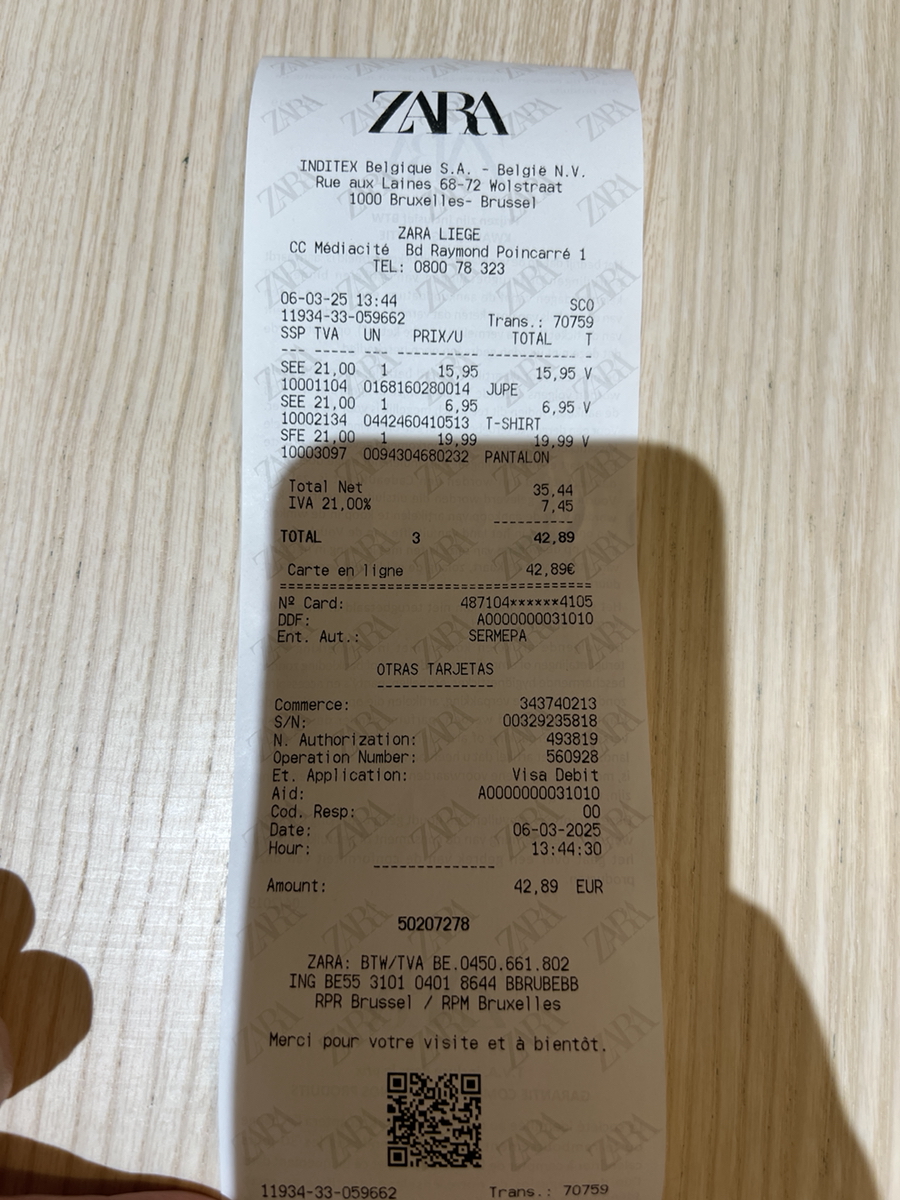 ZARA
INDITEX Belgique S.A. - België N.V.
Rue aux Laines 68-72 Wolstraat
1000 Bruxelles- Brussel
ZARA LIEGE
CC Médiacité Bd Raymond Poincarré 1
TEL: 0800 78 323
06-03-25 13:44 SCO
11934-33-059662 Trans.: 70759
SSP TVA UN PRIX/U TOTAL T
--- ----- --- ---------- ----------- -
SEE 21,00 1 15,95 15,95 V
10001104 0168160280014 JUPE
SEE 21,00 1 6,95 6,95 V
10002134 0442460410513 T-SHIRT
SFE 21,00 1 19,99 19,99 V
10003097 0094304680232 PANTALON
Total Net 35,44
IVA 21,00% 7,45
----------
TOTAL 3 42,89
Carte en ligne 42,89€
========================================
Nº Card: 487104******4105
DDF: A0000000031010
Ent. Aut.: SERMEPA
OTRAS TARJETAS
--------------
Commerce: 343740213
S/N: 00329235818
N. Authorization: 493819
Operation Number: 560928
Et. Application: Visa Debit
Aid: A0000000031010
Cod. Resp: 00
Date: 06-03-2025
Hour: 13:44:30
--------------
Amount: 42,89 EUR
50207278
ZARA: BTW/TVA BE.0450.661.802
ING BE55 3101 0401 8644 BBRUBEBB
RPR Brussel / RPM Bruxelles
Merci pour votre visite et à bientôt.
11934-33-059662 Trans.: 70759